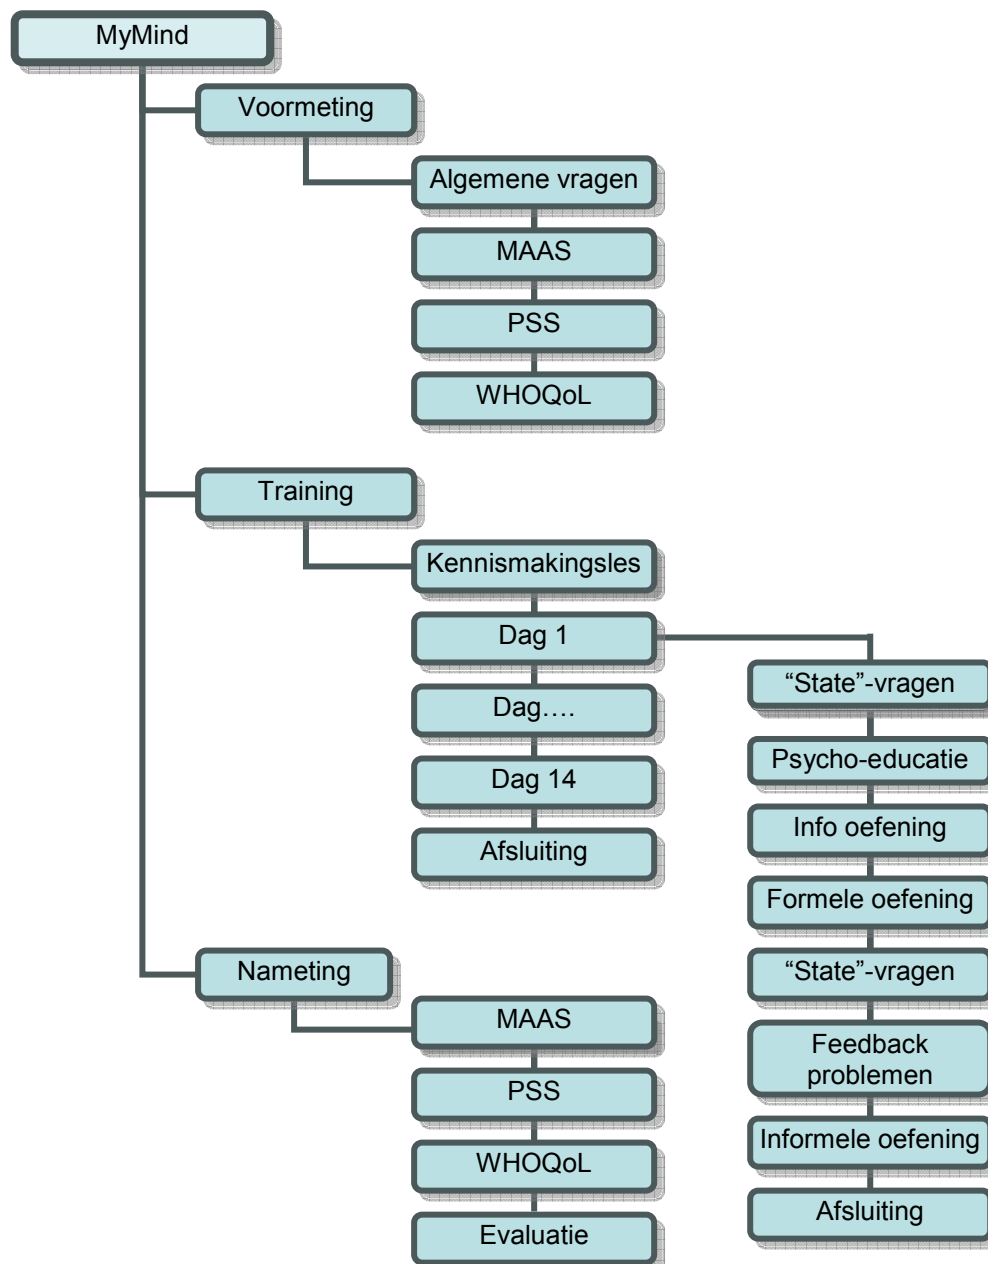 MyMind
Voormeting
Algemene vragen
MAAS
PSS
WHOQoL
Training
Kennismakingsles
Dag 1
Dag….
Dag 14
Afsluiting
“State”-vragen
Psycho-educatie
Info oefening
Formele oefening
“State”-vragen
Feedback
problemen
Informele oefening
Afsluiting
Nameting
MAAS
PSS
WHOQoL
Evaluatie